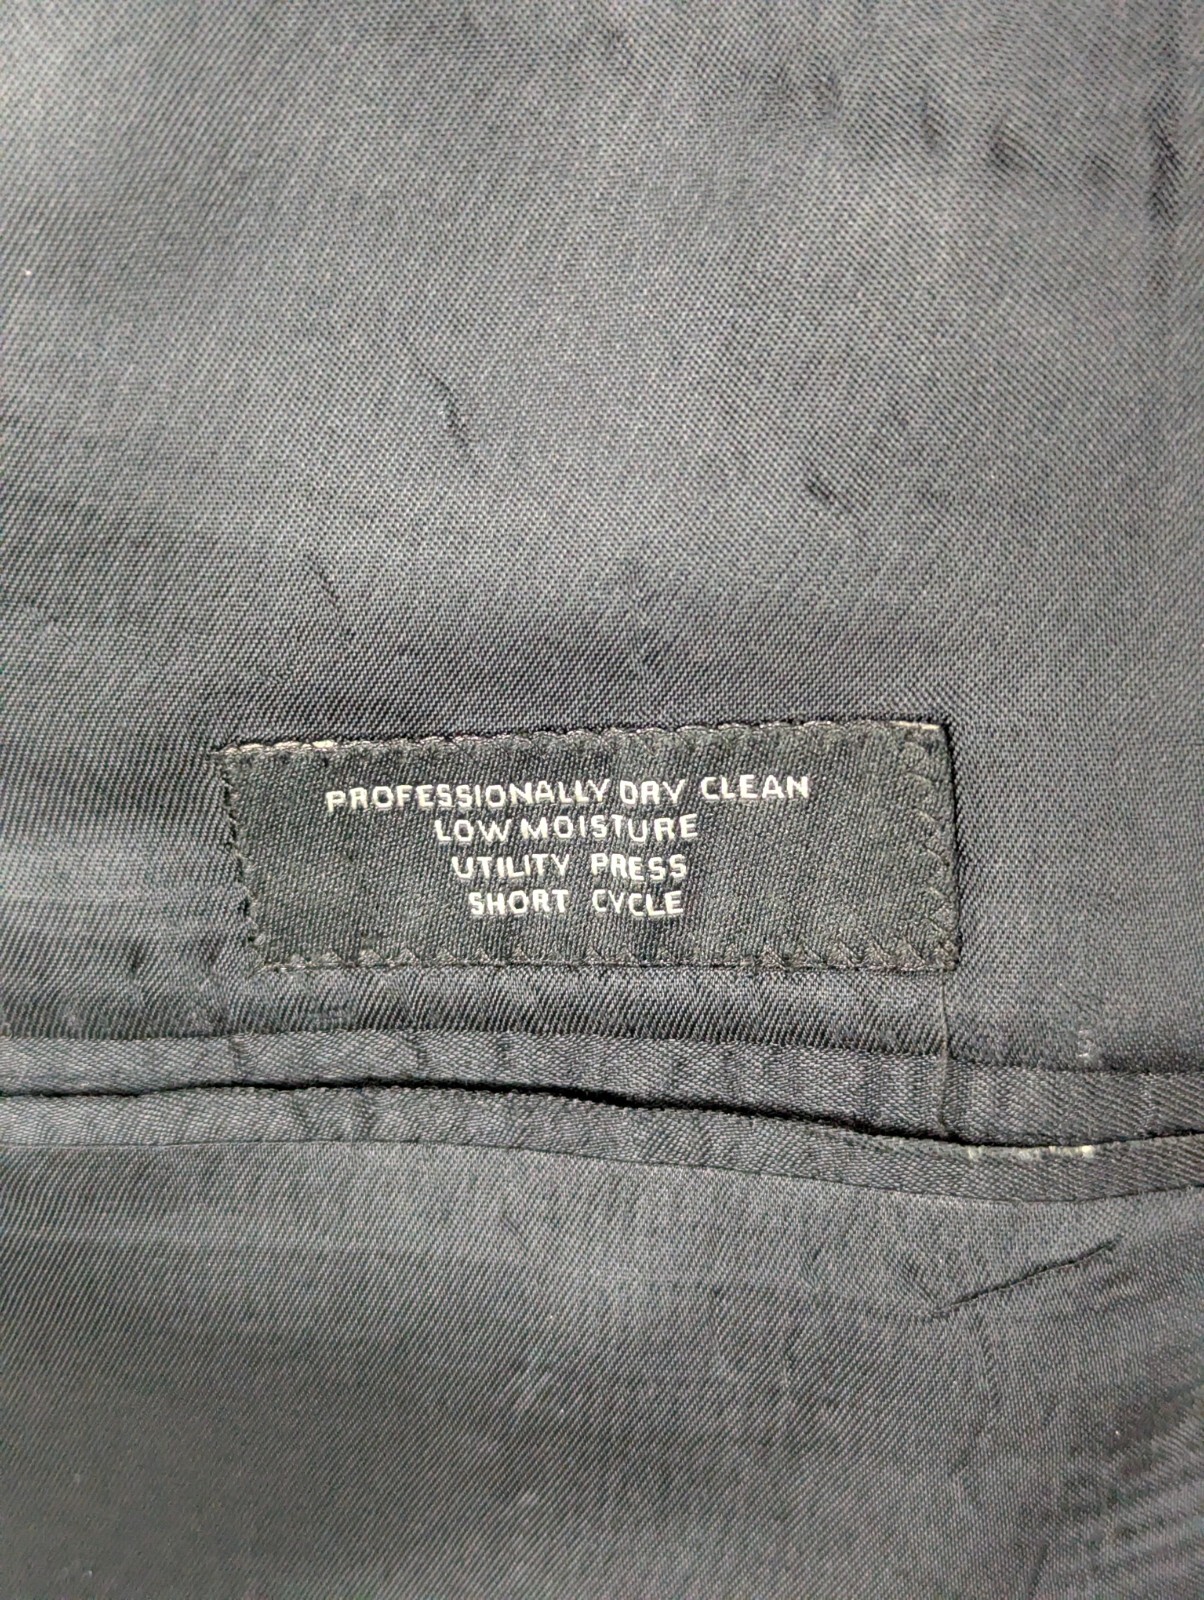 PROFESSIONALLY DRY CLEAN
LOW MOISTURE
UTILITY PRESS
SHORT CYCLE